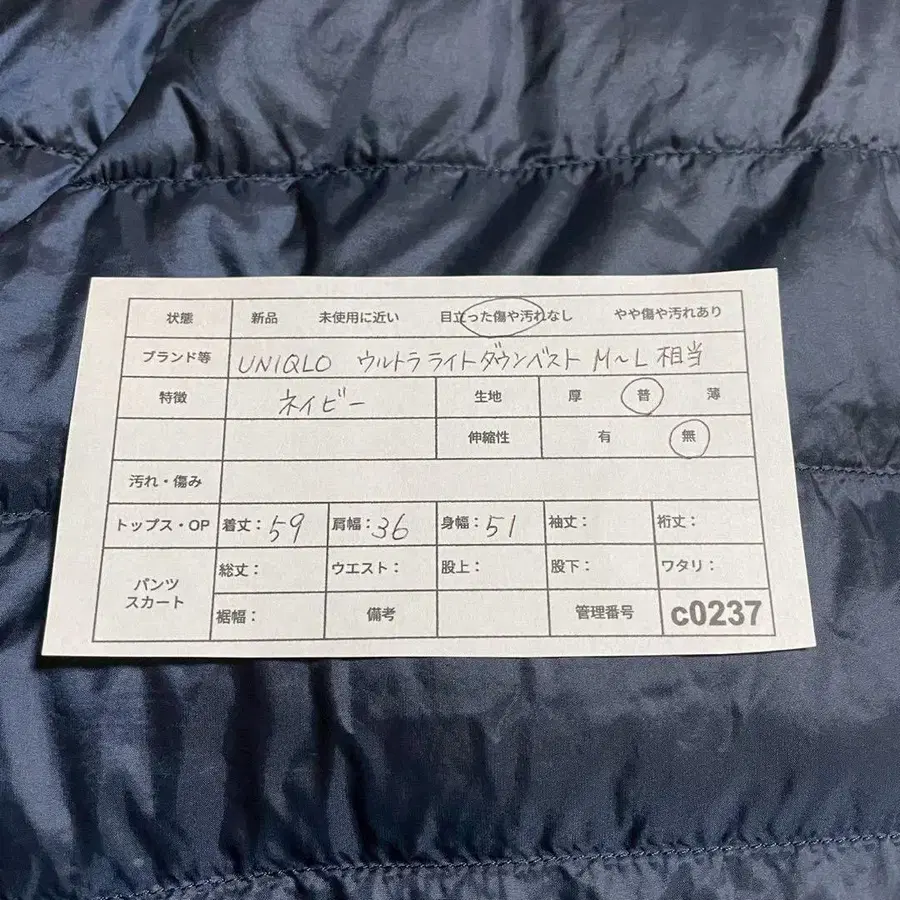 状態 新品 未使用に近い 目立った傷や汚れなし やや傷や汚れあり
ブランド等 UNIQLO ウルトラライトダウンベスト M〜L 相当
特徴 ネイビー 生地 厚 普 薄
伸縮性 有 無
汚れ・傷み
トップス・OP 着丈：59 肩幅：36 身幅：51 袖丈： 裄丈：
パンツ スカート 総丈： ウエスト： 股上： 股下： ワタリ：
裾幅： 備考 管理番号 c0237